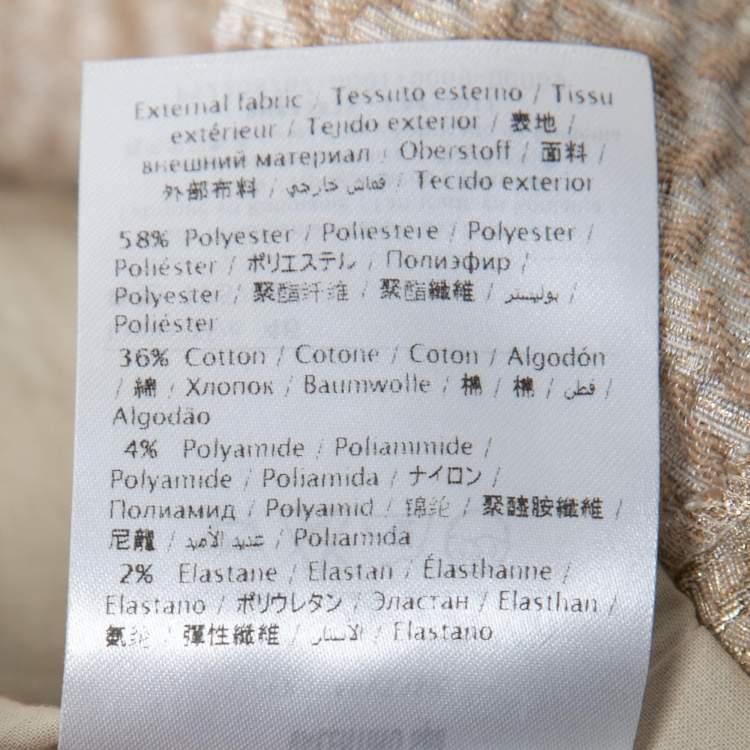 External fabric / Tessuto esterno / Tissu
extérieur / Tejido exterior / 表地 /
внешний материал / Oberstoff / 面料 /
外部布料 / قماش خارجي / Tecido exterior
58% Polyester / Poliestere / Polyester /
Poliéster / ポリエステル / Полиэфир /
Polyester / 聚酯纤维 / 聚酯纖維 / بوليستر /
Poliéster
36% Cotton / Cotone / Coton / Algodón
/ 綿 / Хлопок / Baumwolle / 棉 / 棉 / قطن /
Algodão
4% Polyamide / Poliammide /
Polyamide / Poliamida / ナイロン /
Полиамид / Polyamid / 锦纶 / 聚醯胺纖維 /
尼龍 / عديد الأميد / Poliamida
2% Elastane / Elastan / Élasthanne /
Elastano / ポリウレタン / Эластан / Elasthan /
氨纶 / 彈性纖維 / الأستان / Elastano